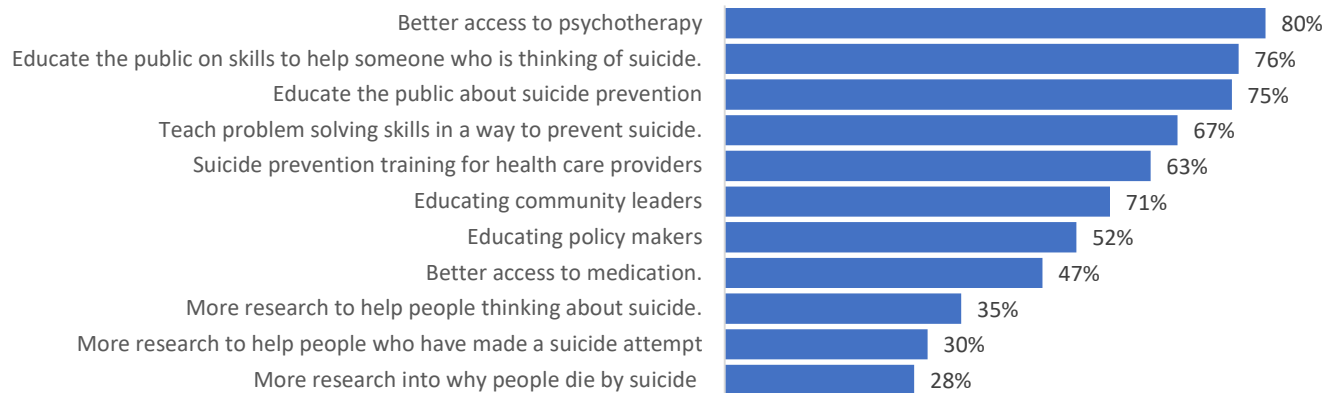 Better access to psychotherapy 80%
Educate the public on skills to help someone who is thinking of suicide. 76%
Educate the public about suicide prevention 75%
Teach problem solving skills in a way to prevent suicide. 67%
Suicide prevention training for health care providers 63%
Educating community leaders 71%
Educating policy makers 52%
Better access to medication. 47%
More research to help people thinking about suicide. 35%
More research to help people who have made a suicide attempt 30%
More research into why people die by suicide 28%